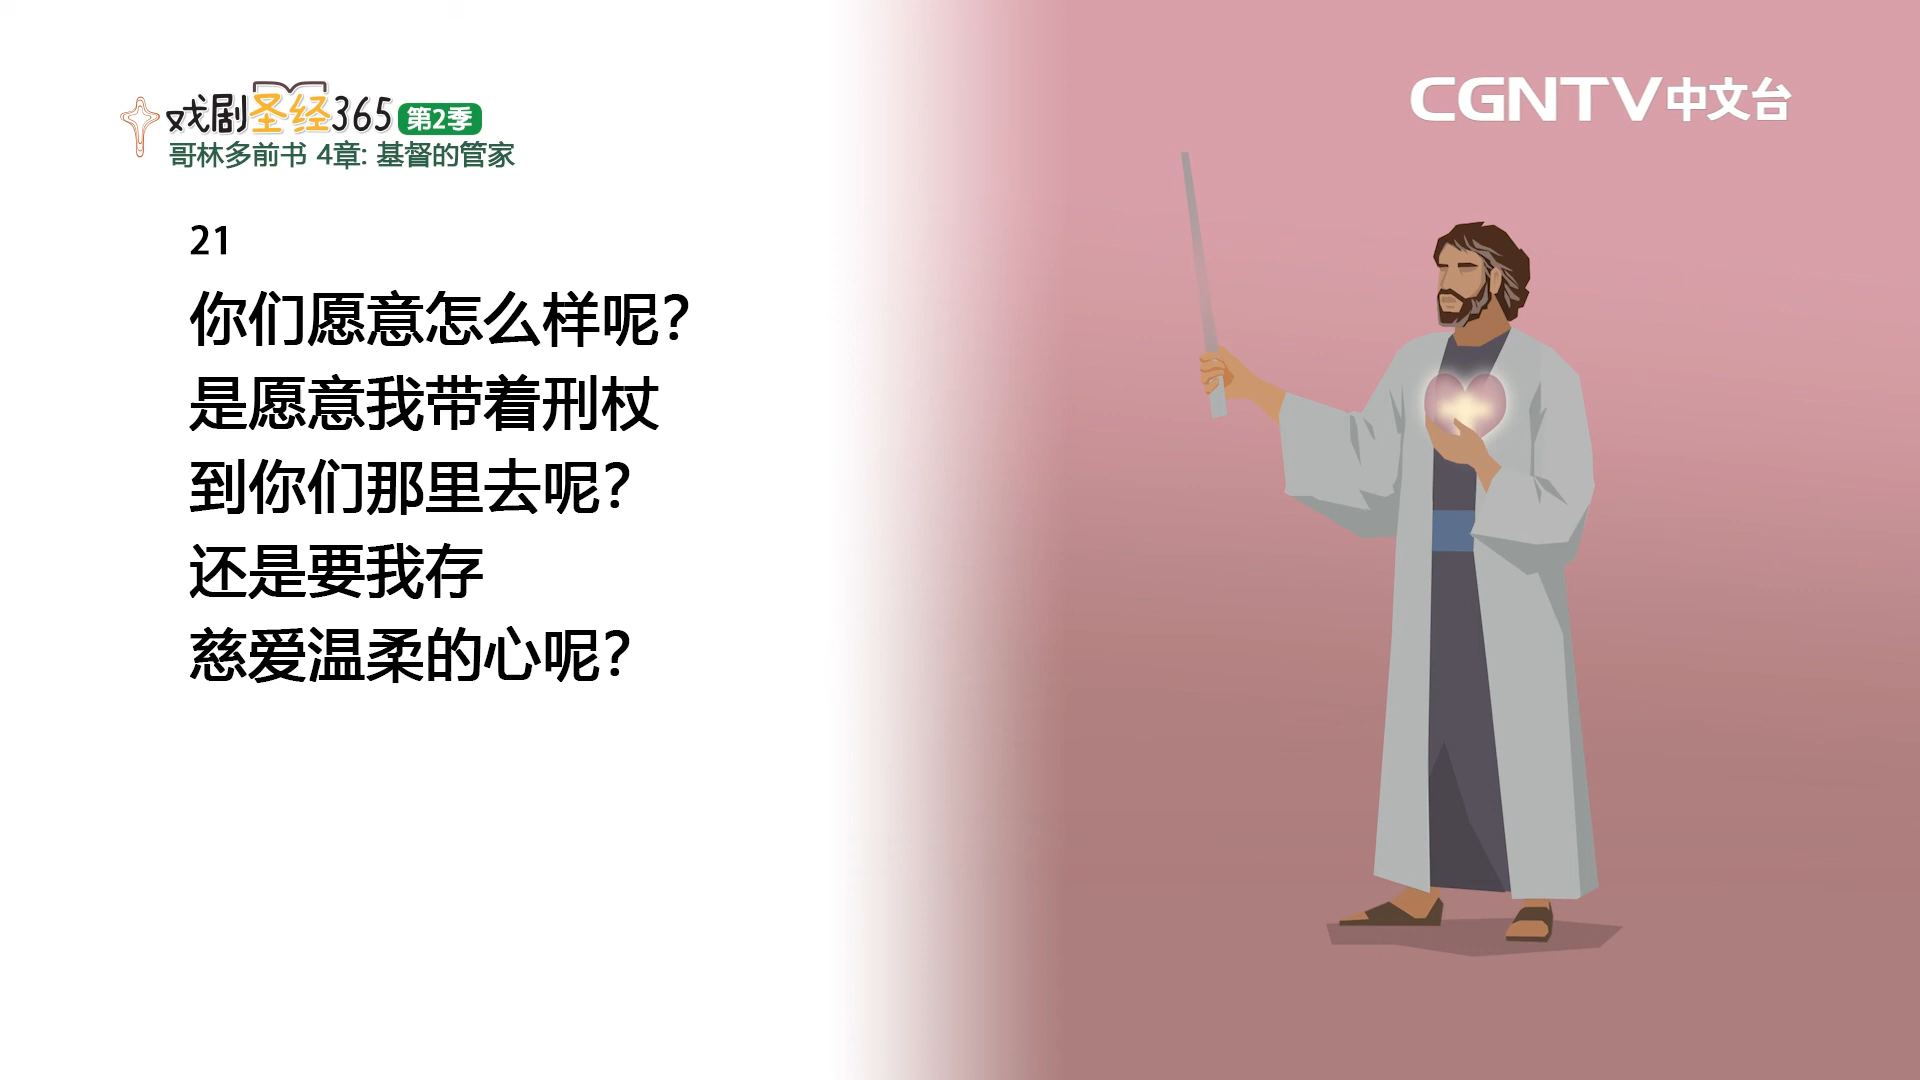 戏剧圣经365 第2季
哥林多前书 4章: 基督的管家
CGNTV中文台
21
你们愿意怎么样呢?
是愿意我带着刑杖
到你们那里去呢?
还是要我存
慈爱温柔的心呢?